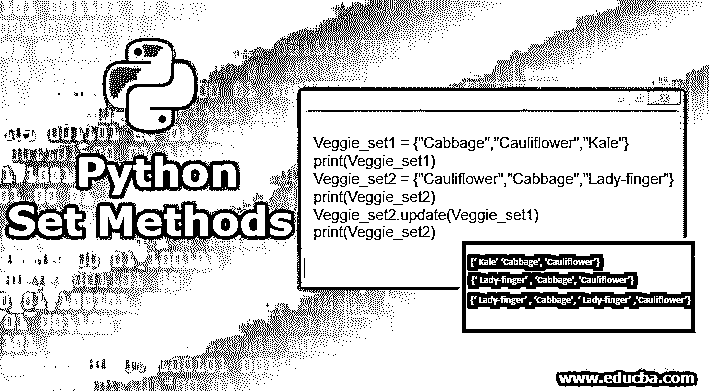 Python
Set Methods
Veggie_set1 = {"Cabbage","Cauliflower","Kale"}
print(Veggie_set1)
Veggie_set2 = {"Cauliflower","Cabbage","Lady-finger"}
print(Veggie_set2)
Veggie_set2.update(Veggie_set1)
print(Veggie_set2)
{' Kale' 'Cabbage', 'Cauliflower'}
{' Lady-finger' , 'Cabbage', 'Cauliflower'}
{' Lady-finger' , 'Cabbage', ' Lady-finger' ,'Cauliflower'}
www.educba.com